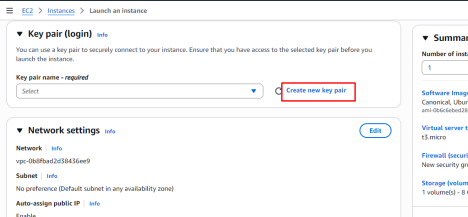 EC2 > Instances > Launch an instance
▼ Key pair (login) Info
You can use a key pair to securely connect to your instance. Ensure that you have access to the selected key pair before you
launch the instance.
Key pair name - required
Select
Create new key pair
▼ Network settings Info
Edit
Network | Info
vpc-0b8fbad2d38436ee9
Subnet | Info
No preference (Default subnet in any availability zone)
Auto-assign public IP | Info
Enable
▼ Summar
Number of inst
1
Software Image
Canonical, Ubun
Virtual server t
t3.micro
Firewall (securi
New security gr
Storage (volum
1 volume(s) - 8